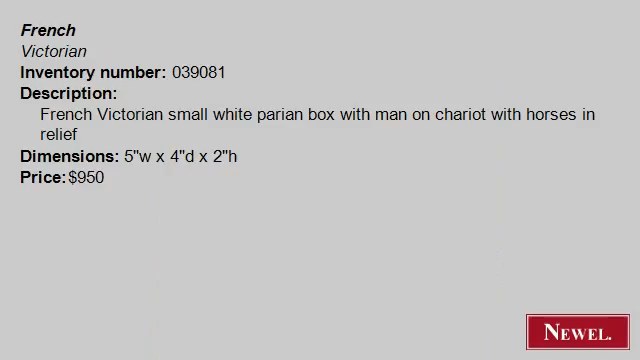 French
Victorian
Inventory number: 039081
Description:
French Victorian small white parian box with man on chariot with horses in
relief
Dimensions: 5"w x 4"d x 2"h
Price:$950
NEWEL.